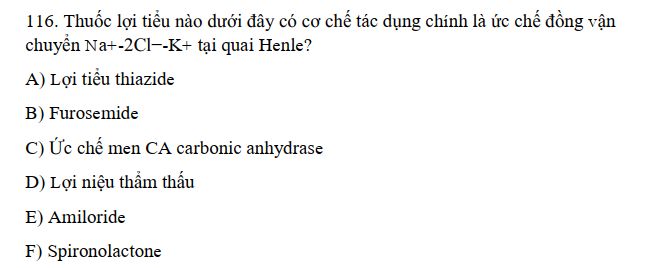 116. Thuốc lợi tiểu nào dưới đây có cơ chế tác dụng chính là ức chế đồng vận
chuyển Na+-2Cl−-K+ tại quai Henle?
A) Lợi tiểu thiazide
B) Furosemide
C) Ức chế men CA carbonic anhydrase
D) Lợi niệu thẩm thấu
E) Amiloride
F) Spironolactone